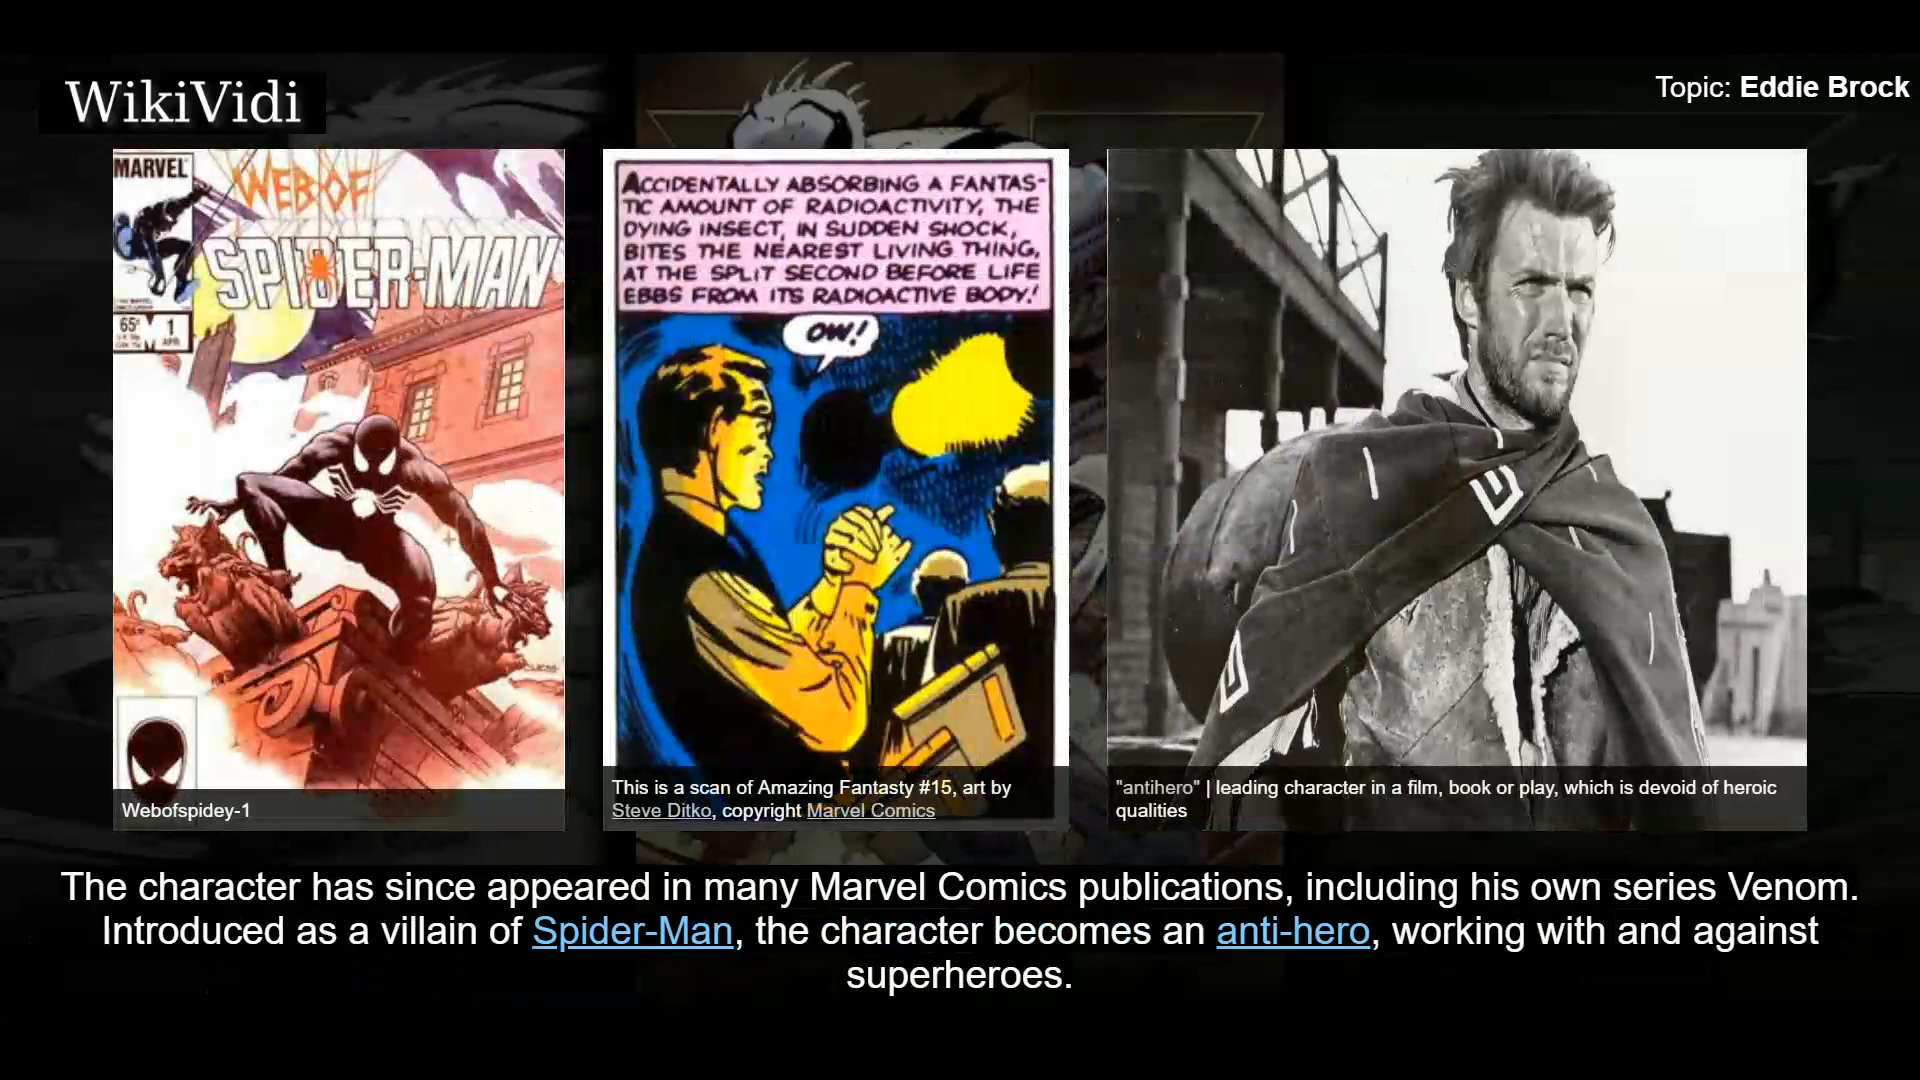 WikiVidi
Topic: Eddie Brock
MARVEL
WEB OF
SPIDER-MAN
65¢
1
APR
Webofspidey-1
ACCIDENTALLY ABSORBING A FANTAS-
TIC AMOUNT OF RADIOACTIVITY, THE
DYING INSECT, IN SUDDEN SHOCK,
BITES THE NEAREST LIVING THING,
AT THE SPLIT SECOND BEFORE LIFE
EBBS FROM ITS RADIOACTIVE BODY!
OW!
This is a scan of Amazing Fantasty #15, art by
Steve Ditko, copyright Marvel Comics
"antihero" | leading character in a film, book or play, which is devoid of heroic
qualities
The character has since appeared in many Marvel Comics publications, including his own series Venom.
Introduced as a villain of Spider-Man, the character becomes an anti-hero, working with and against
superheroes.